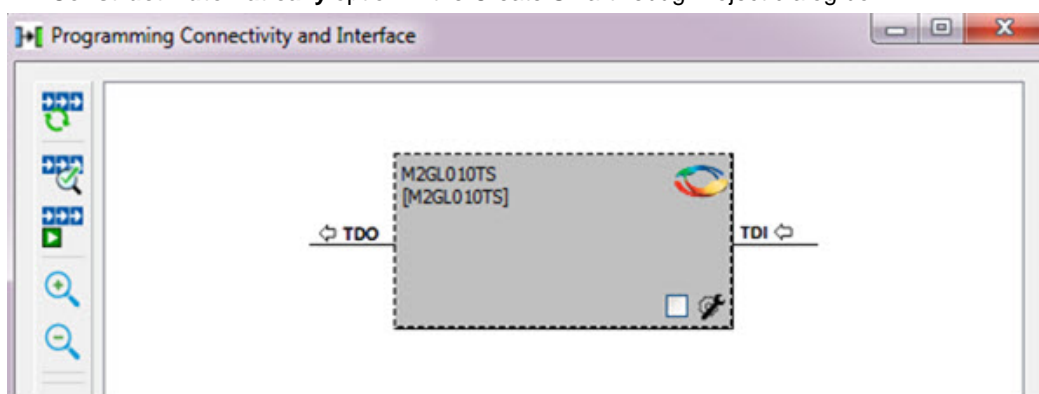 Programming Connectivity and Interface
M2GL010TS
[M2GL010TS]
TDO
TDI